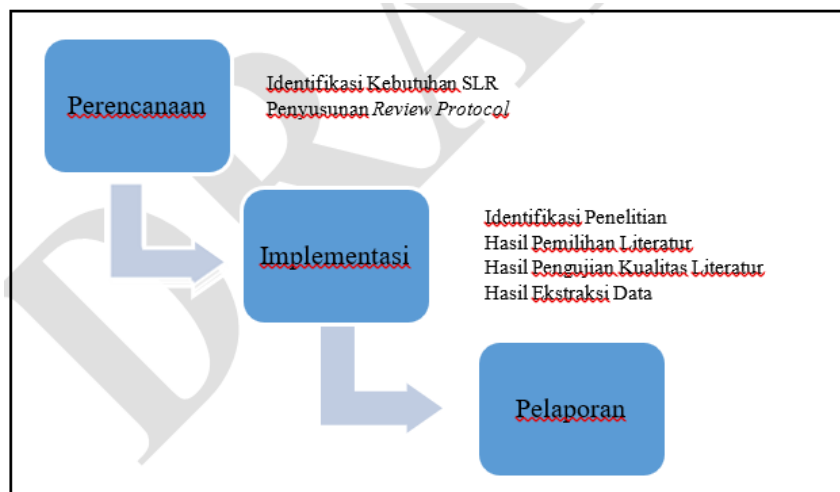 Perencanaan
Identifikasi Kebutuhan SLR
Penyusunan Review Protocol
Implementasi
Identifikasi Penelitian
Hasil Pemilihan Literatur
Hasil Pengujian Kualitas Literatur
Hasil Ekstraksi Data
Pelaporan
DRA